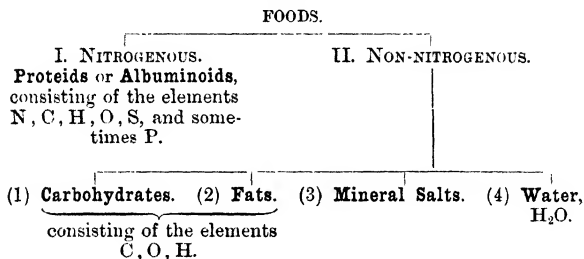 FOODS.
I. NITROGENOUS.
Proteids or Albuminoids,
consisting of the elements
N, C, H, O, S, and some-
times P.
II. NON-NITROGENOUS.
(1) Carbohydrates. (2) Fats. (3) Mineral Salts. (4) Water,
H₂O.
consisting of the elements
C, O, H.